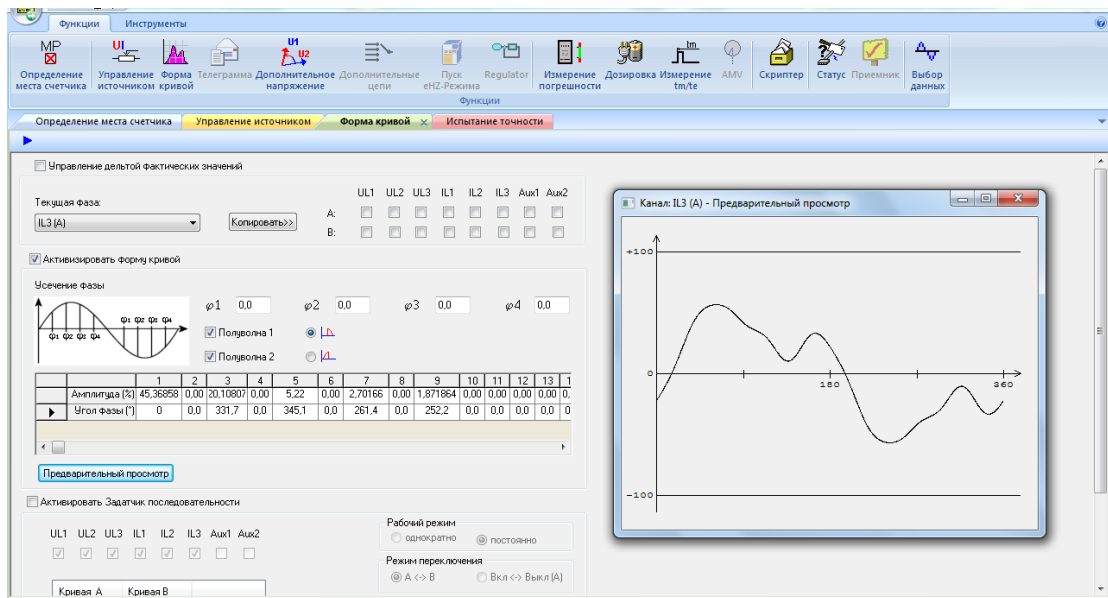 Функции Инструменты
Определение места счетчика
Управление источником
Форма кривой
Телеграмма
Дополнительное напряжение
Дополнительные цепи
Пуск eHZ-Режима
Regulator
Измерение погрешности
Дозировка
Измерение tm/te
AMV
Скриптер
Статус
Приемник
Выбор данных
Функции
Определение места счетчика Управление источником Форма кривой Испытание точности
Управление дельтой фактических значений
UL1 UL2 UL3 IL1 IL2 IL3 Aux1 Aux2
Текущая фаза:
IL3 (A) Копировать>> A:
B:
Активизировать форму кривой
Усечение фазы
φ1 0,0 φ2 0,0 φ3 0,0 φ4 0,0
φ1 φ2 φ3 φ4
φ1 φ2 φ3 φ4
Полуволна 1
Полуволна 2
1 2 3 4 5 6 7 8 9 10 11 12 13 1
Амплитуда (%) 45,36858 0,00 20,10807 0,00 5,22 0,00 2,70166 0,00 1,871864 0,00 0,00 0,00 0,00 0,
Угол фазы (°) 0 0,0 331,7 0,0 345,1 0,0 261,4 0,0 252,2 0,0 0,0 0,0 0,0 0
Предварительный просмотр
Активировать Задатчик последовательности
UL1 UL2 UL3 IL1 IL2 IL3 Aux1 Aux2
Рабочий режим
однократно постоянно
Режим переключения
A <-> B Вкл <-> Выкл (A)
Кривая A Кривая B
Канал: IL3 (A) - Предварительный просмотр
+100
0
180 360
-100